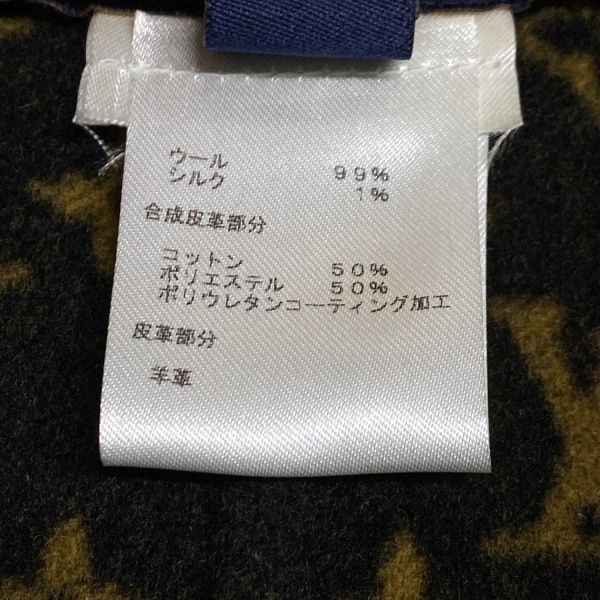 ウール 99%
シルク 1%
合成皮革部分
コットン 50%
ポリエステル 50%
ポリウレタンコーティング加工
皮革部分
羊革